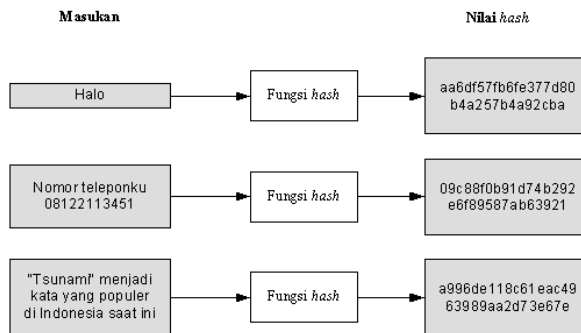 Masukan
Nilai hash
Halo
Fungsi hash
aa6df57fb6fe377d80
b4a257b4a92cba
Nomor teleponku
08122113451
Fungsi hash
09c88f0b91d74b292
e6f89587ab63921
"Tsunami" menjadi
kata yang populer
di Indonesia saat ini
Fungsi hash
a996de118c61eac49
63989aa2d73e67e